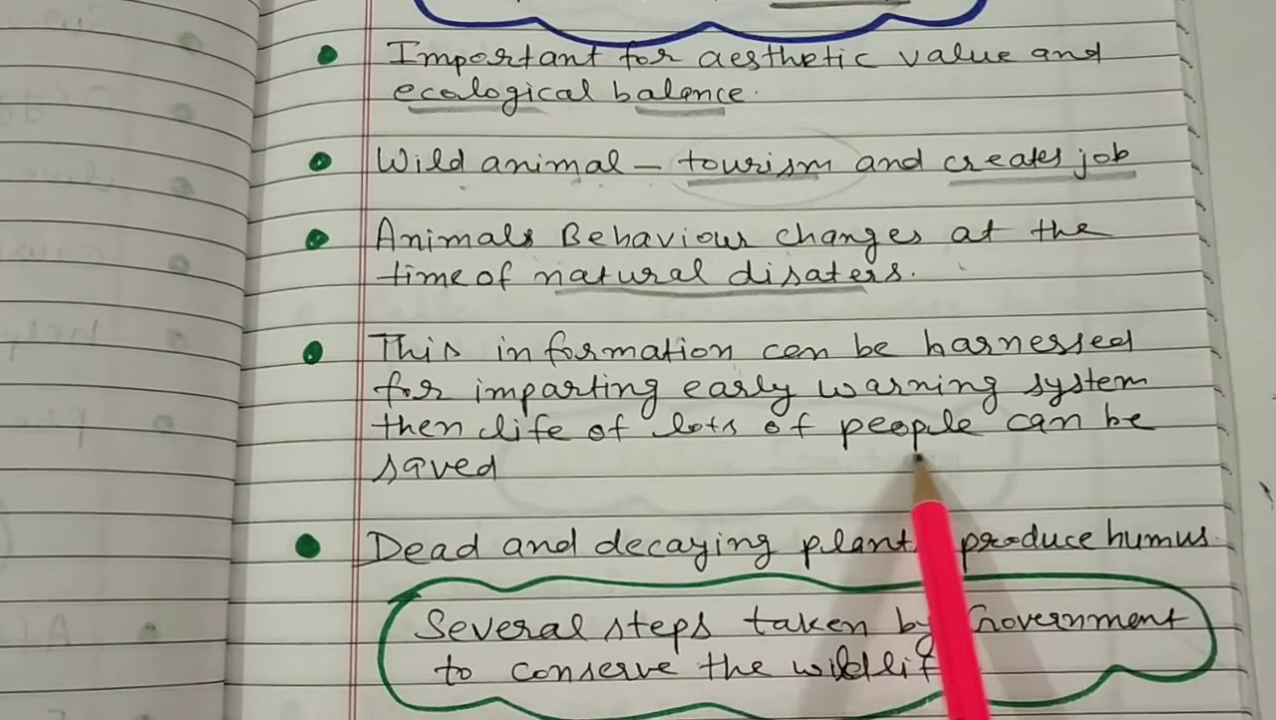 Important for aesthetic value and
ecological balance.
Wild animal – tourism and creates job
Animals Behaviour changes at the
time of natural disaters.
This information can be harnessed
for imparting early warning system
then life of lots of people can be
saved
Dead and decaying plant produce humus.
Several steps taken by Government
to conserve the wildlif